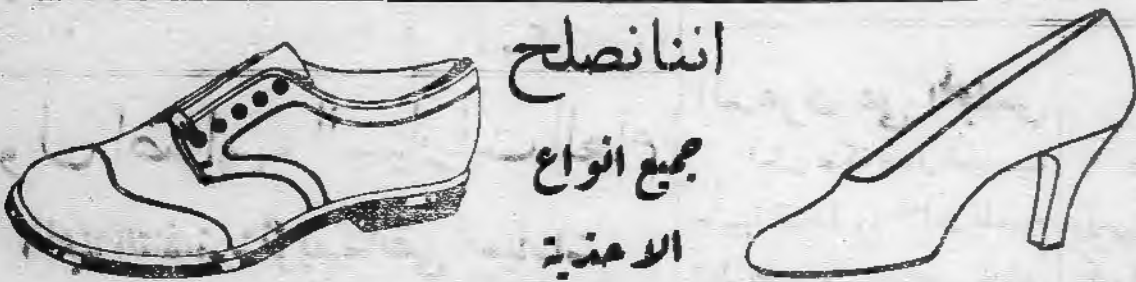 اننا نصلح
جميع انواع
الاحذية